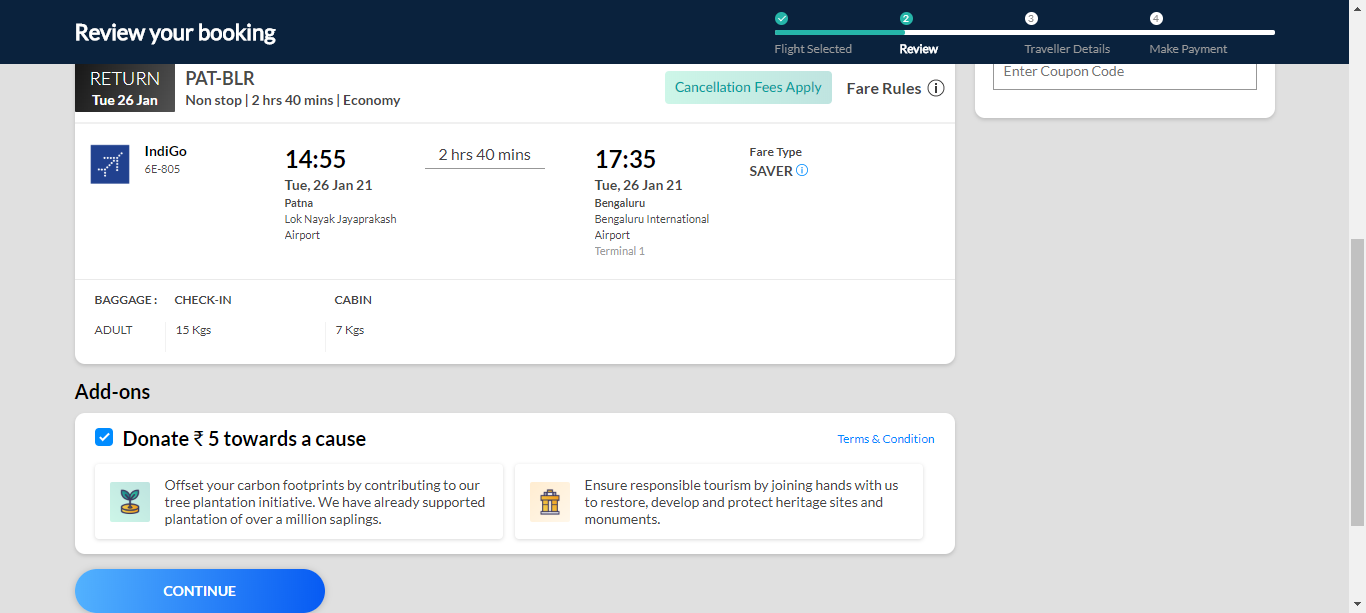 Review your booking
2
3
4
Flight Selected
Review
Traveller Details
Make Payment
RETURN
Tue 26 Jan
PAT-BLR
Non stop | 2 hrs 40 mins | Economy
Cancellation Fees Apply
Fare Rules
Enter Coupon Code
IndiGo
6E-805
14:55
Tue, 26 Jan 21
Patna
Lok Nayak Jayaprakash
Airport
2 hrs 40 mins
17:35
Tue, 26 Jan 21
Bengaluru
Bengaluru International
Airport
Terminal 1
Fare Type
SAVER
BAGGAGE : CHECK-IN CABIN
ADULT 15 Kgs 7 Kgs
Add-ons
Donate ₹ 5 towards a cause
Terms & Condition
Offset your carbon footprints by contributing to our
tree plantation initiative. We have already supported
plantation of over a million saplings.
Ensure responsible tourism by joining hands with us
to restore, develop and protect heritage sites and
monuments.
CONTINUE